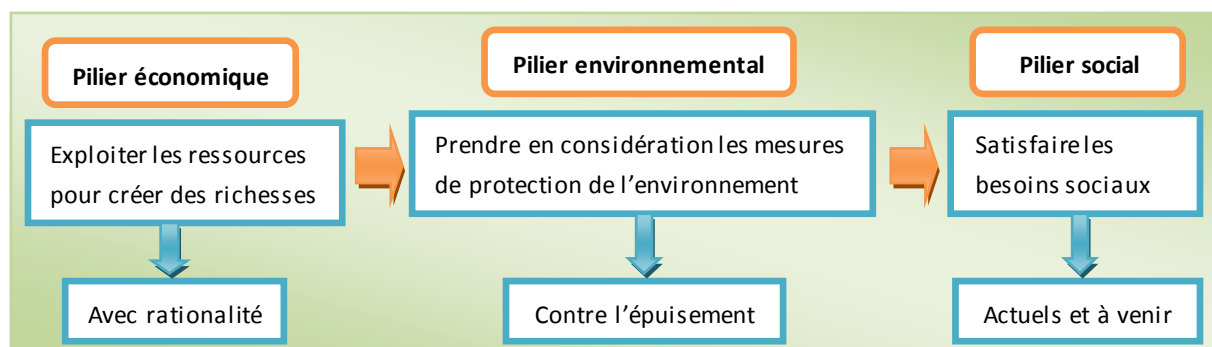 Pilier économique
Pilier environnemental
Pilier social
Exploiter les ressources
pour créer des richesses
Prendre en considération les mesures
de protection de l'environnement
Satisfaire les
besoins sociaux
Avec rationalité
Contre l'épuisement
Actuels et à venir